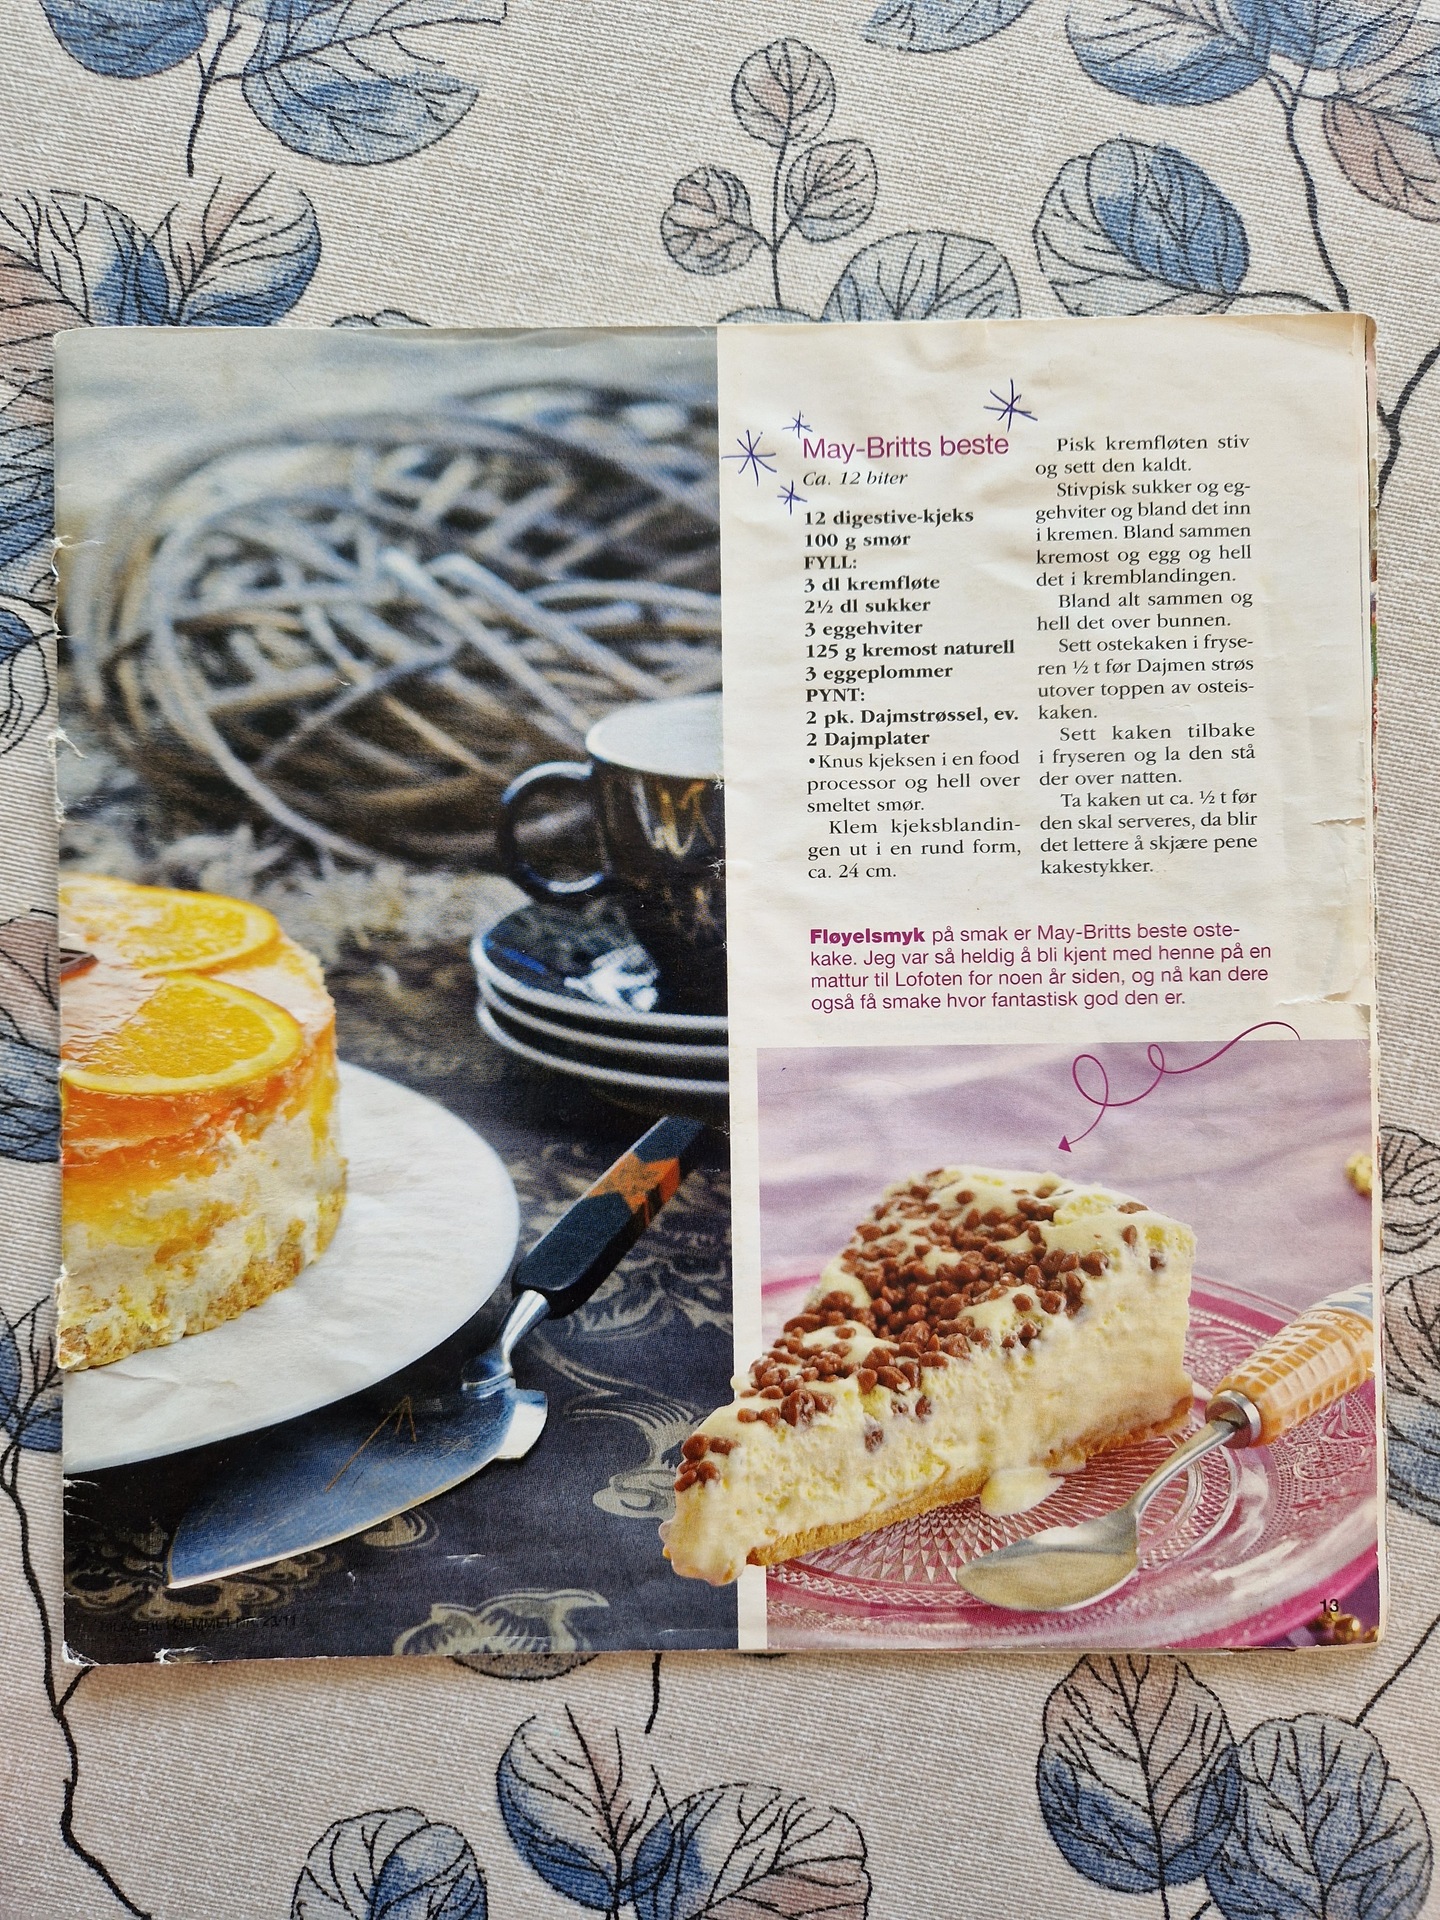 May-Britts beste
Ca. 12 biter
12 digestive-kjeks
100 g smør
FYLL:
3 dl kremfløte
2½ dl sukker
3 eggehviter
125 g kremost naturell
3 eggeplommer
PYNT:
2 pk. Dajmstrøssel, ev.
2 Dajmplater
•Knus kjeksen i en food
processor og hell over
smeltet smør.
Klem kjeksblandin-
gen ut i en rund form,
ca. 24 cm.
Pisk kremfløten stiv
og sett den kaldt.
Stivpisk sukker og eg-
gehviter og bland det inn
i kremen. Bland sammen
kremost og egg og hell
det i kremblandingen.
Bland alt sammen og
hell det over bunnen.
Sett ostekaken i fryse-
ren ½ t før Dajmen strøs
utover toppen av osteis-
kaken.
Sett kaken tilbake
i fryseren og la den stå
der over natten.
Ta kaken ut ca. ½ t før
den skal serveres, da blir
det lettere å skjære pene
kakestykker.
Fløyelsmyk på smak er May-Britts beste oste-
kake. Jeg var så heldig å bli kjent med henne på en
mattur til Lofoten for noen år siden, og nå kan dere
også få smake hvor fantastisk god den er.
HJEMMET NR. 23/11
13